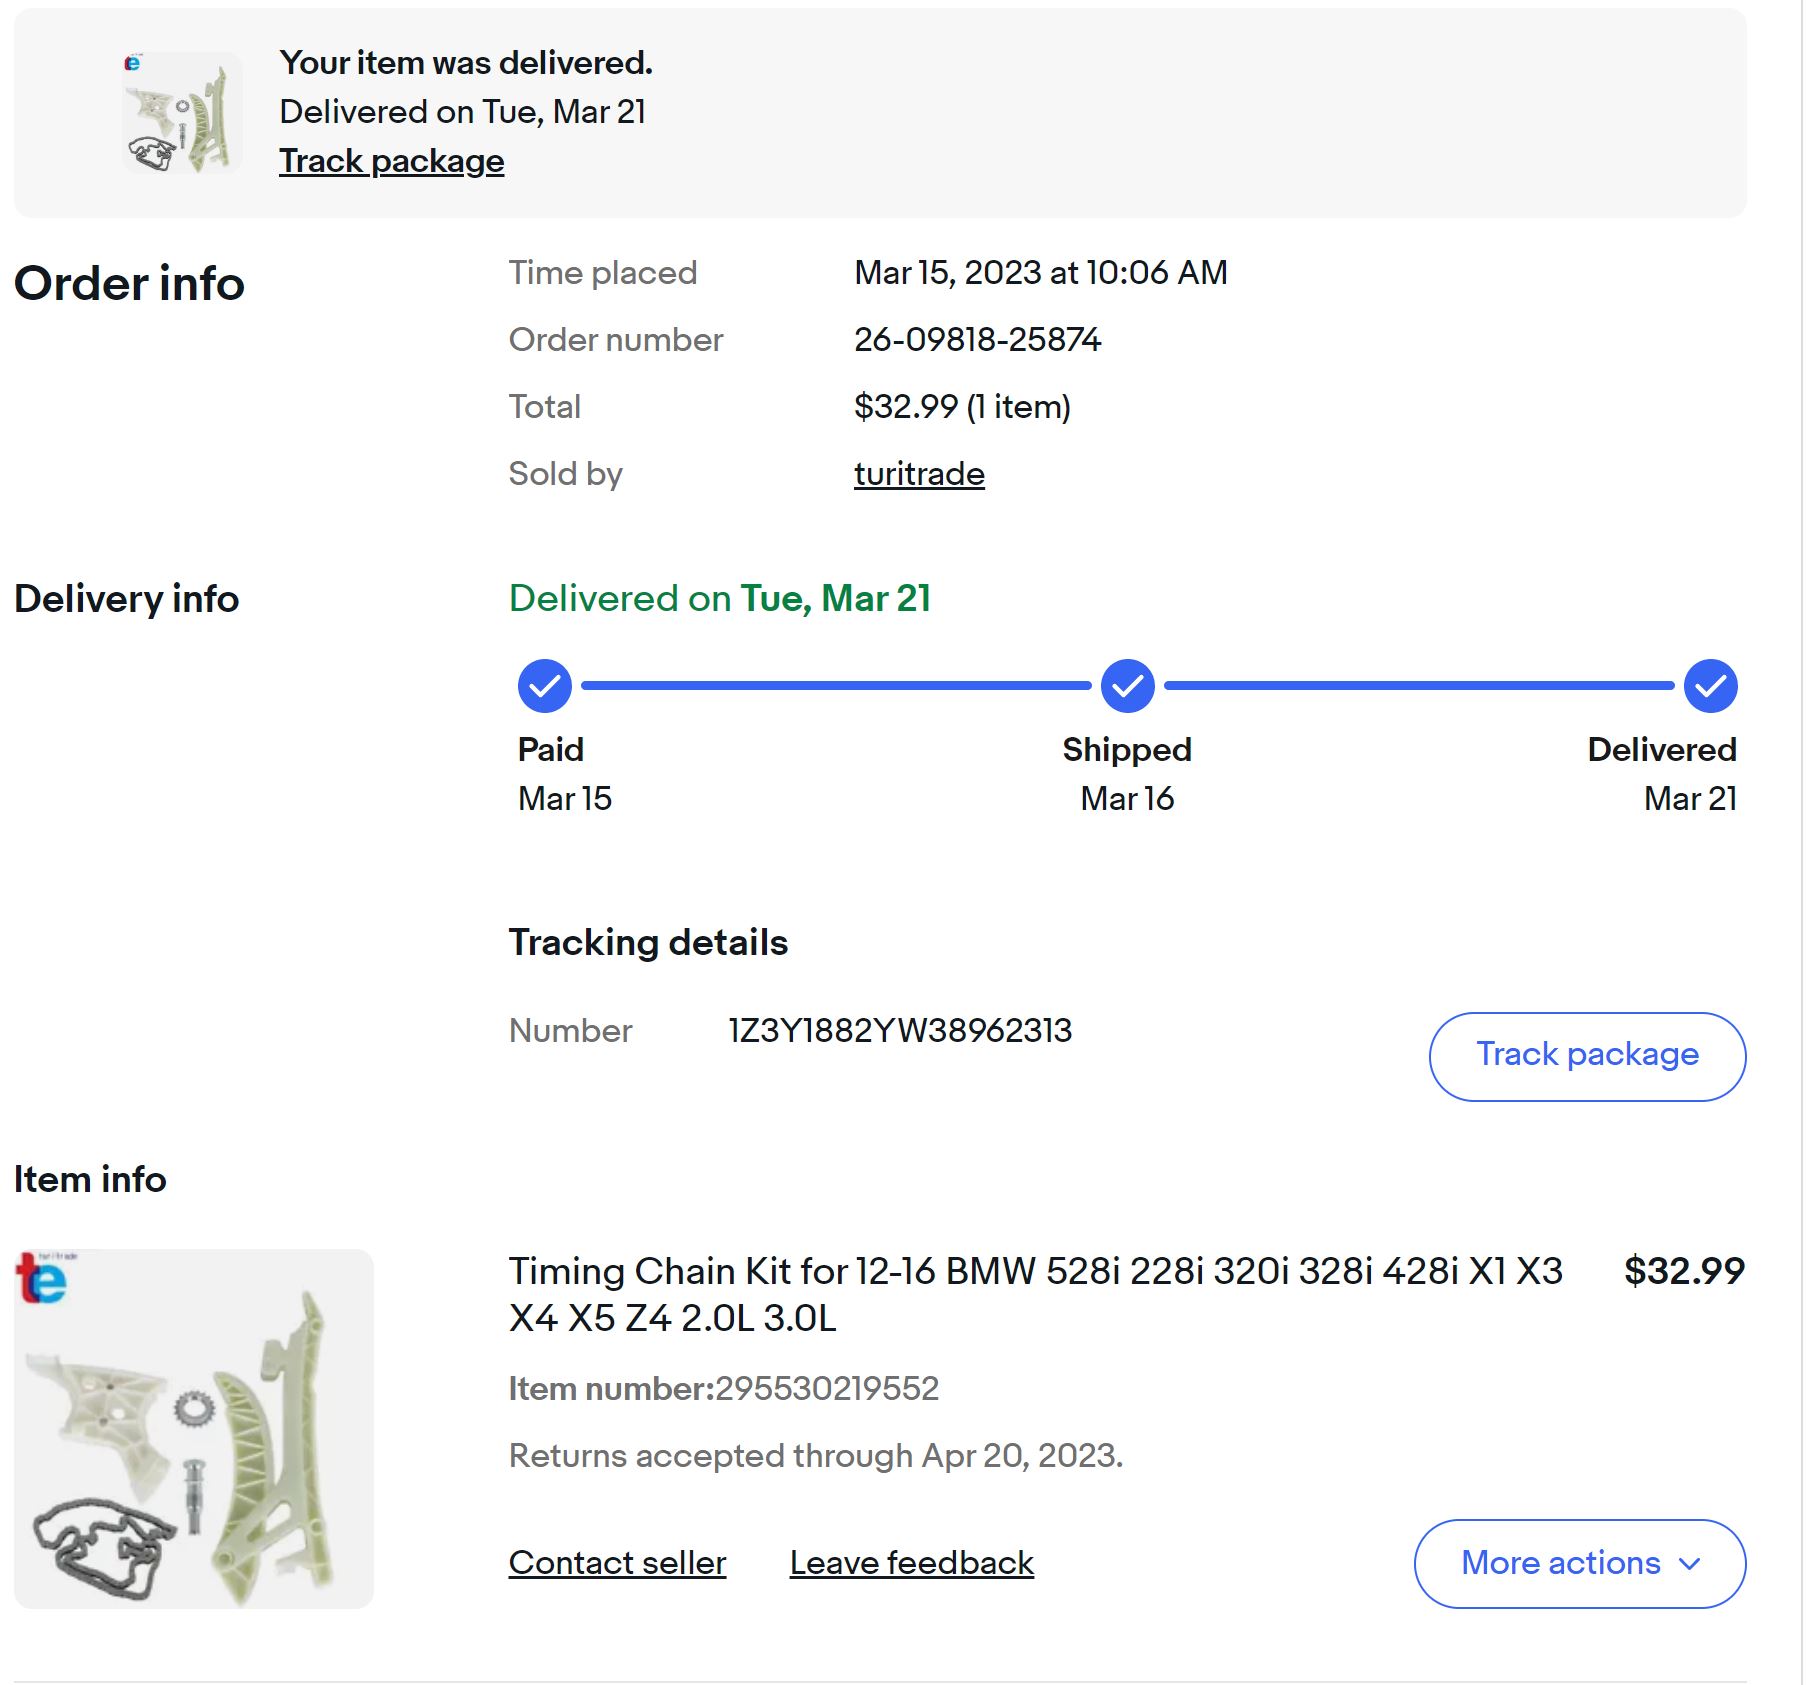 Your item was delivered.
Delivered on Tue, Mar 21
Track package
Order info
Time placed
Mar 15, 2023 at 10:06 AM
Order number
26-09818-25874
Total
$32.99 (1 item)
Sold by
turitrade
Delivery info
Delivered on Tue, Mar 21
Paid
Mar 15
Shipped
Mar 16
Delivered
Mar 21
Tracking details
Number
1Z3Y1882YW38962313
Track package
Item info
te
Timing Chain Kit for 12-16 BMW 528i 228i 320i 328i 428i X1 X3
X4 X5 Z4 2.0L 3.0L
$32.99
Item number:295530219552
Returns accepted through Apr 20, 2023.
Contact seller
Leave feedback
More actions